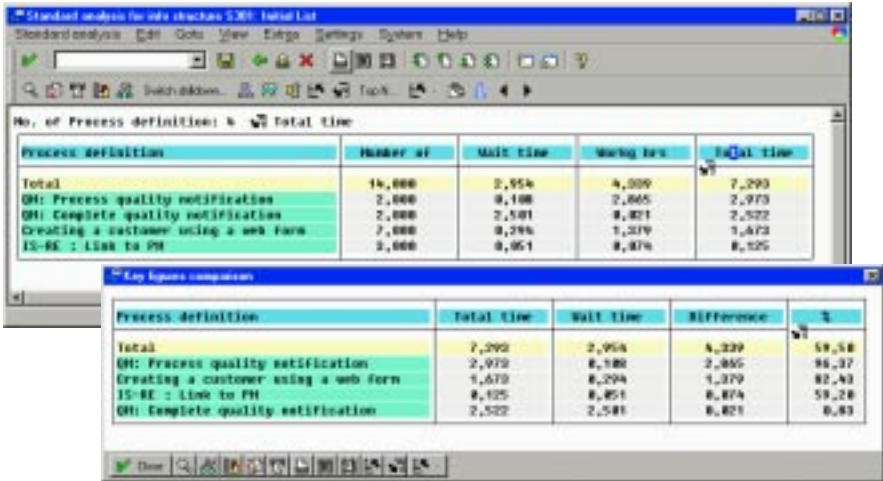 Standard analysis for info structure S301: Initial List
Standard analysis Edit Goto View Extras Settings System Help
Switch drilldown... Top N...
No. of Process definition: 4 Total time
Process definition Number of Wait time Workg hrs Total time
Total 14,000 2,954 4,339 7,293
QM: Process quality notification 2,000 0,108 2,865 2,973
QM: Complete quality notification 2,000 2,501 0,021 2,522
Creating a customer using a web form 7,000 0,294 1,379 1,673
IS-RE : Link to PM 3,000 0,051 0,074 0,125
Key figures comparison
Process definition Total time Wait time Difference %
Total 7,293 2,954 4,339 59,50
QM: Process quality notification 2,973 0,108 2,865 96,37
Creating a customer using a web form 1,673 0,294 1,379 82,43
IS-RE : Link to PM 0,125 0,051 0,074 59,20
QM: Complete quality notification 2,522 2,501 0,021 0,83
Close